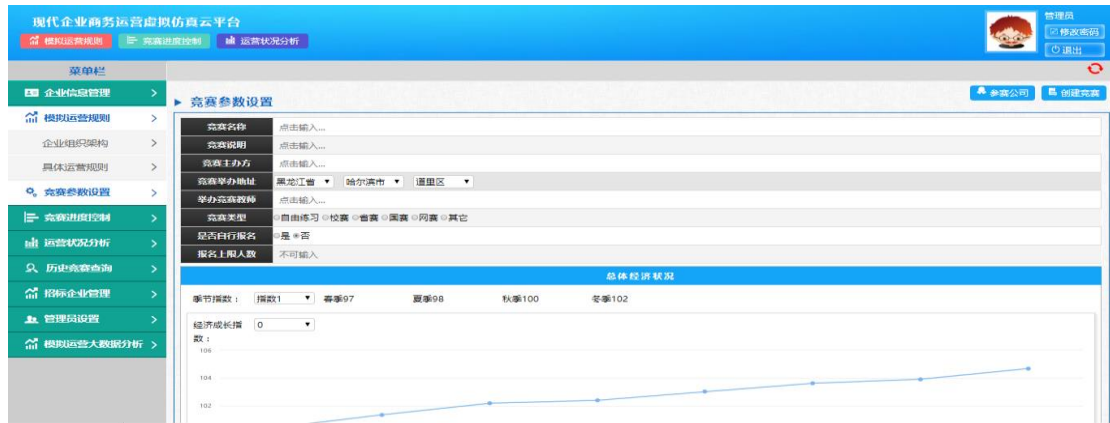 现代企业商务运营虚拟仿真云平台
管理员
模拟运营规则 竞赛进度控制 运营状况分析
修改密码
退出
菜单栏
企业信息管理 >
参赛公司 创建竞赛
竞赛参数设置
模拟运营规则 >
竞赛名称 点击输入...
企业组织架构 >
竞赛说明 点击输入...
具体运营规则 >
竞赛主办方 点击输入...
竞赛举办地址 黑龙江省 哈尔滨市 道里区
竞赛参数设置 >
举办竞赛教师 点击输入...
竞赛进度控制 >
竞赛类型 自由练习 校赛 省赛 国赛 网赛 其它
运营状况分析 >
是否自行报名 是 否
报名上限人数 不可输入
历史竞赛查询 >
总体经济状况
招标企业管理 >
季节指数： 指数1 春季97 夏季98 秋季100 冬季102
管理员设置 >
经济成长指 0
数：
模拟运营大数据分析 >
106
104
102